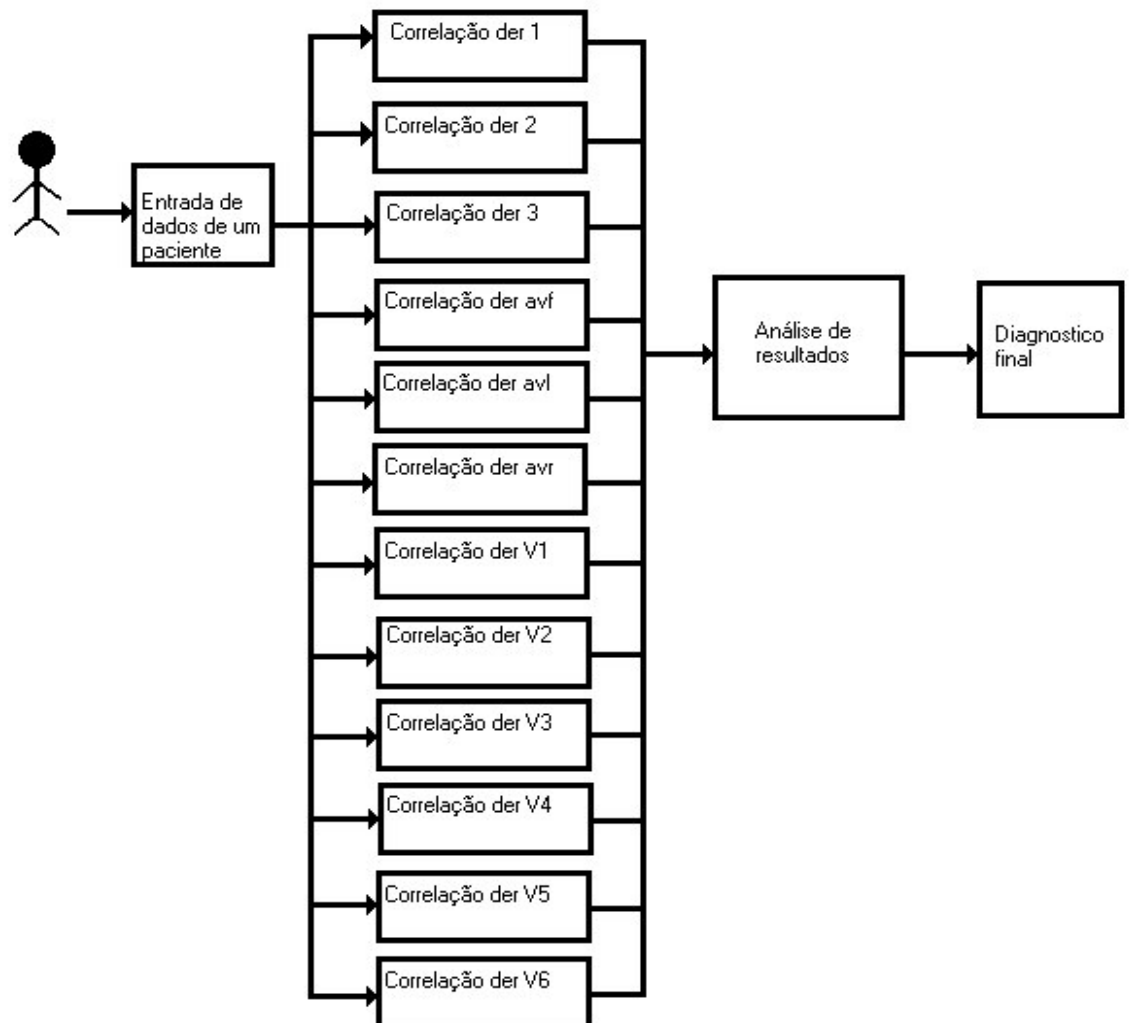 Correlação der 1
Correlação der 2
Entrada de
dados de um
paciente
Correlação der 3
Correlação der avf
Correlação der avl
Correlação der avr
Correlação der V1
Correlação der V2
Correlação der V3
Correlação der V4
Correlação der V5
Correlação der V6
Análise de
resultados
Diagnostico
final